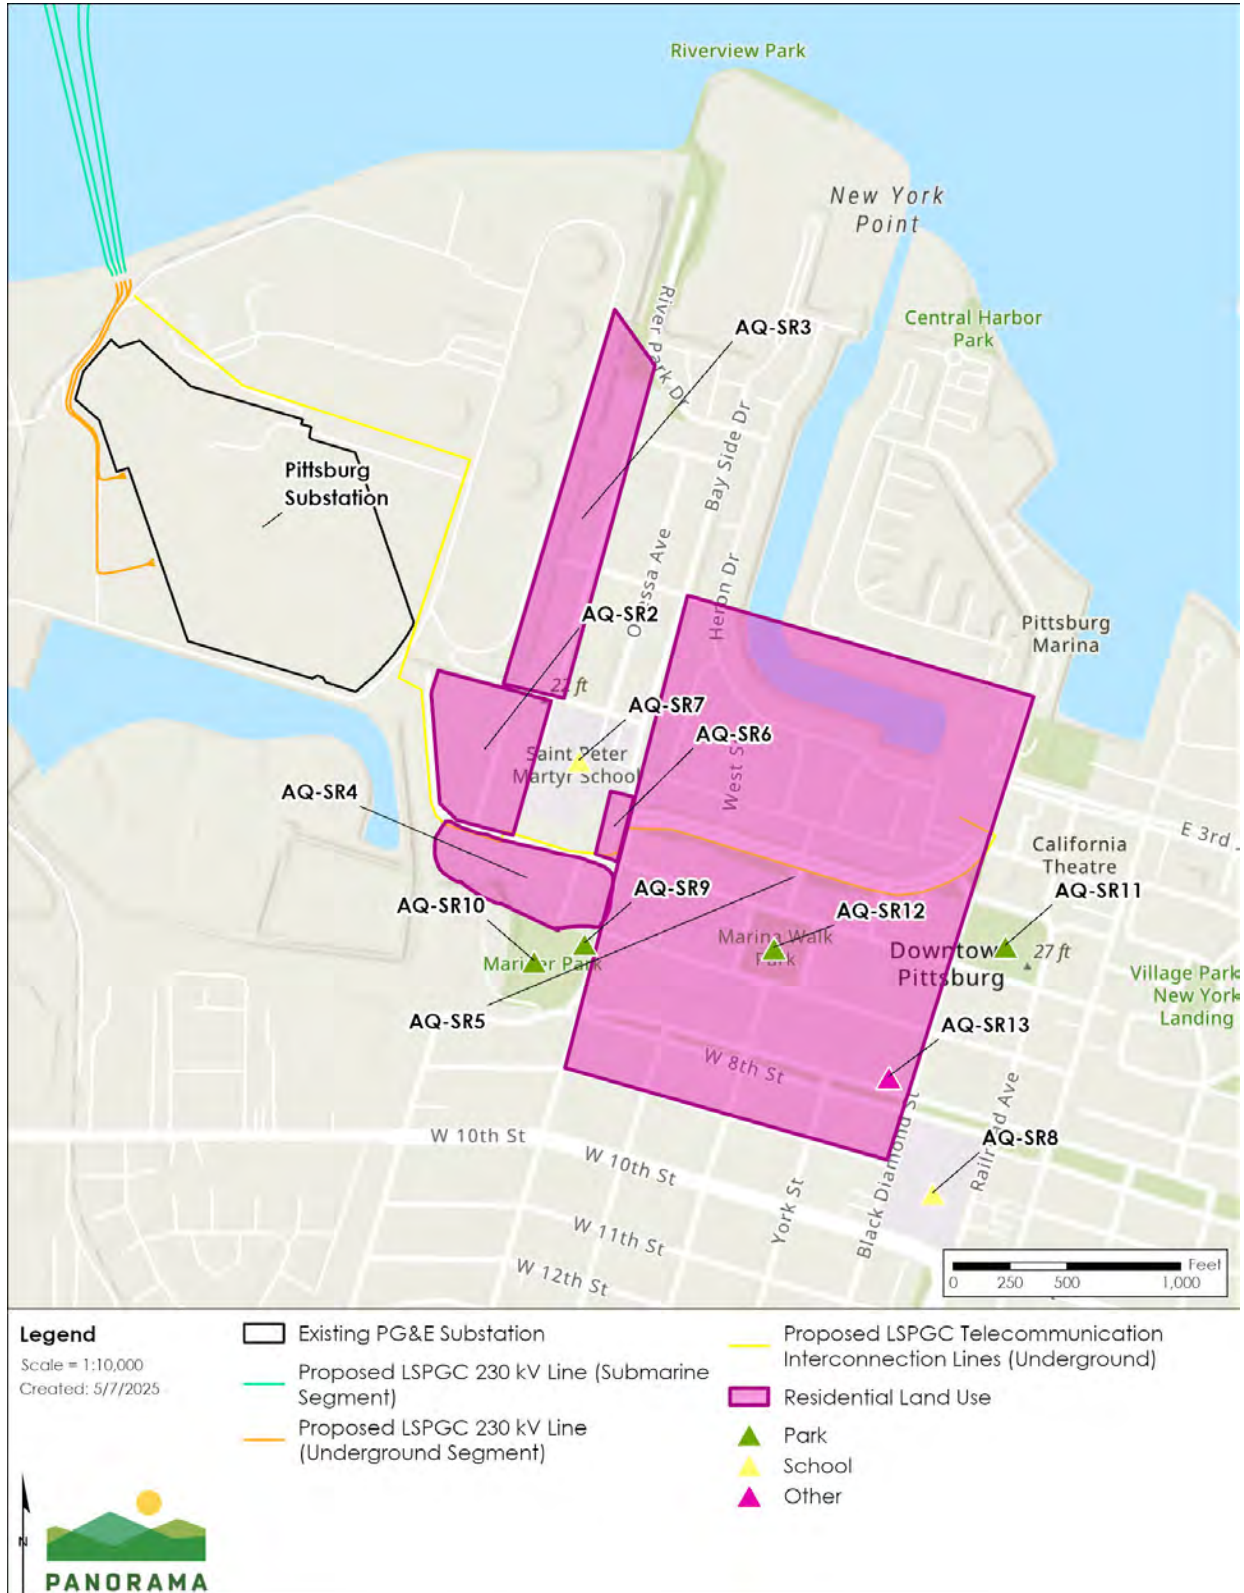 Riverview Park
New York
Point
AQ-SR3
River Park Dr
Central Harbor
Park
Bay Side Dr
Pittsburg
Substation
AQ-SR2
Heron Dr
Pittsburg
Marina
22 ft
AQ-SR7
AQ-SR6
Saint Peter
Martyr School
AQ-SR4
E 3rd
California
Theatre
AQ-SR9
AQ-SR11
AQ-SR10
AQ-SR12
Marina Walk
Park
Downtown
Pittsburg
27 ft
Village Park
New York
Landing
AQ-SR5
AQ-SR13
W 8th St
AQ-SR8
W 10th St
W 10th St
Railroad Ave
Black Diamond St
York St
W 11th St
W 12th St
Feet
0 250 500 1,000
Legend
Scale = 1:10,000
Created: 5/7/2025
Existing PG&E Substation
Proposed LSPGC 230 kV Line (Submarine
Segment)
Proposed LSPGC 230 kV Line
(Underground Segment)
Proposed LSPGC Telecommunication
Interconnection Lines (Underground)
Residential Land Use
Park
School
Other
N
PANORAMA